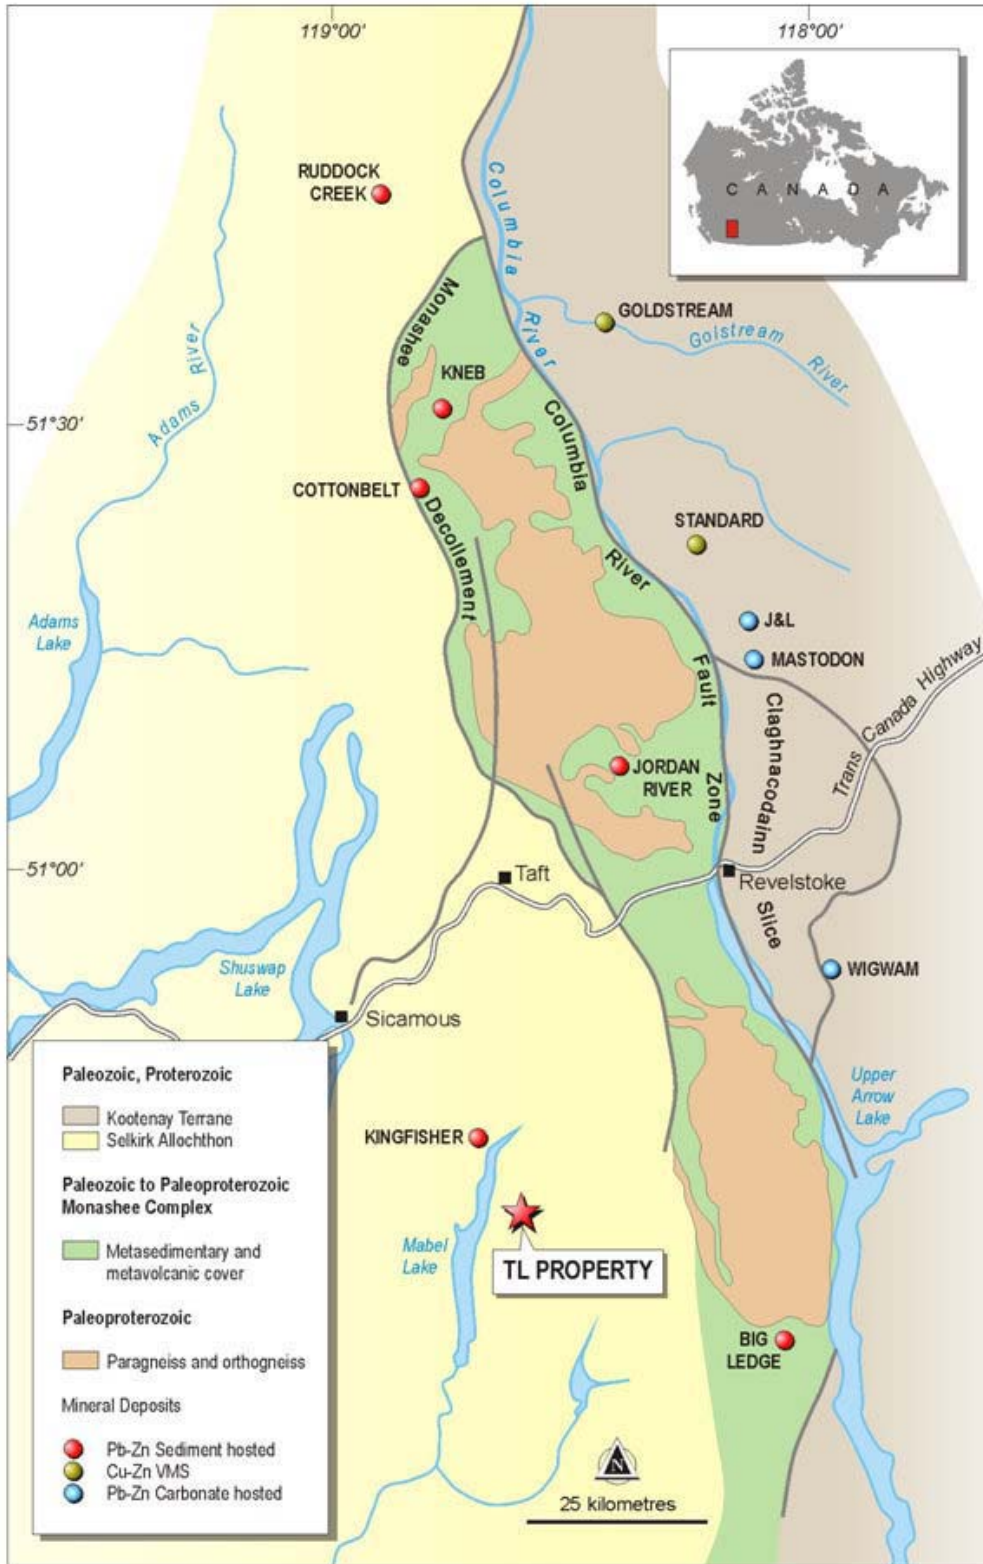 119°00'
118°00'
RUDDOCK
CREEK
Columbia
River
CANADA
Adams
River
Monashee
GOLDSTREAM
Golstream
River
KNEB
51°30'
Columbia
COTTONBELT
Decollement
STANDARD
River
Adams
Lake
J&L
MASTODON
Fault
Claghnacodainn
Trans Canada Highway
JORDAN
RIVER
Zone
51°00'
Taft
Revelstoke
Slice
Shuswap
Lake
WIGWAM
Sicamous
Upper
Arrow
Lake
KINGFISHER
Mabel
Lake
TL PROPERTY
BIG
LEDGE
N
25 kilometres
Paleozoic, Proterozoic
Kootenay Terrane
Selkirk Allochthon
Paleozoic to Paleoproterozoic
Monashee Complex
Metasedimentary and
metavolcanic cover
Paleoproterozoic
Paragneiss and orthogneiss
Mineral Deposits
Pb-Zn Sediment hosted
Cu-Zn VMS
Pb-Zn Carbonate hosted